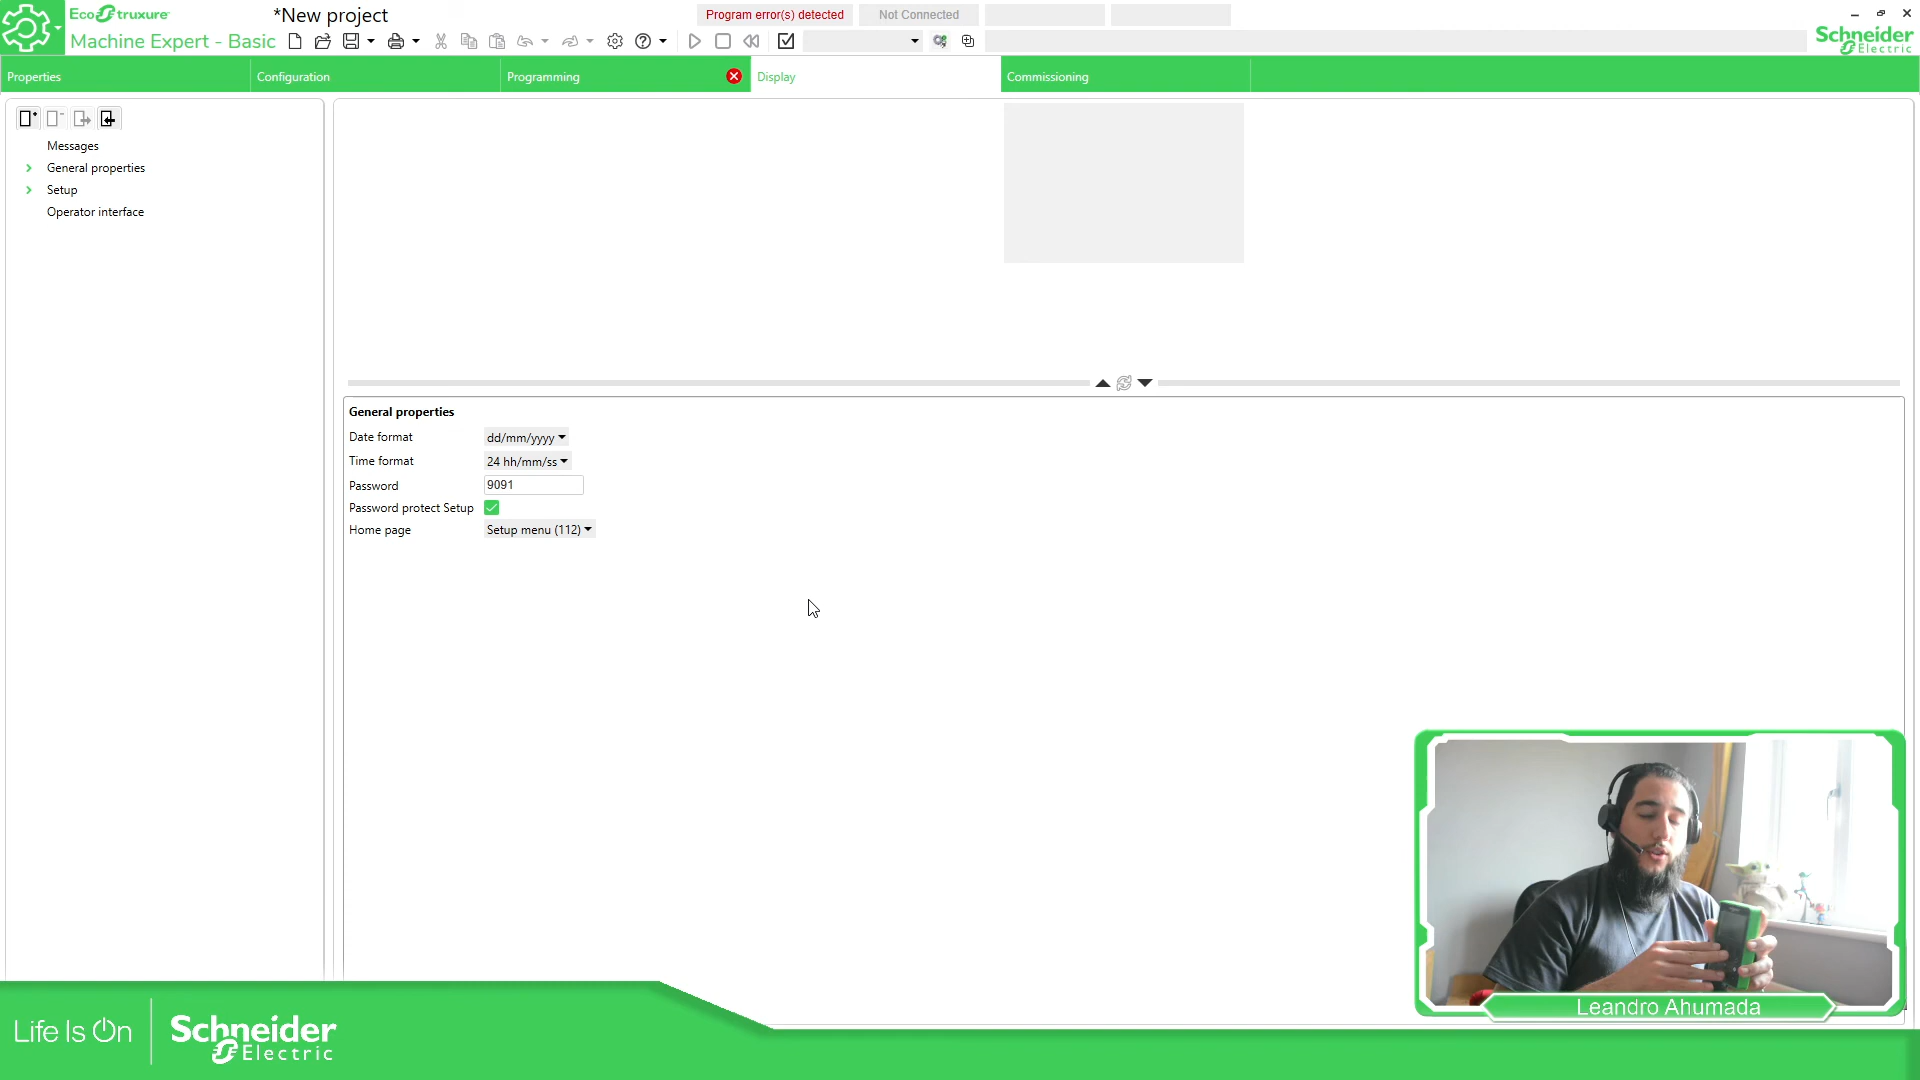 EcoStruxure
Machine Expert - Basic
*New project
Program error(s) detected
Not Connected
Schneider
Electric
Properties
Configuration
Programming
Display
Commissioning
Messages
General properties
Setup
Operator interface
General properties
Date format
dd/mm/yyyy
Time format
24 hh/mm/ss
Password
9091
Password protect Setup
Home page
Setup menu (112)
Leandro Ahumada
Life Is On
Schneider
Electric